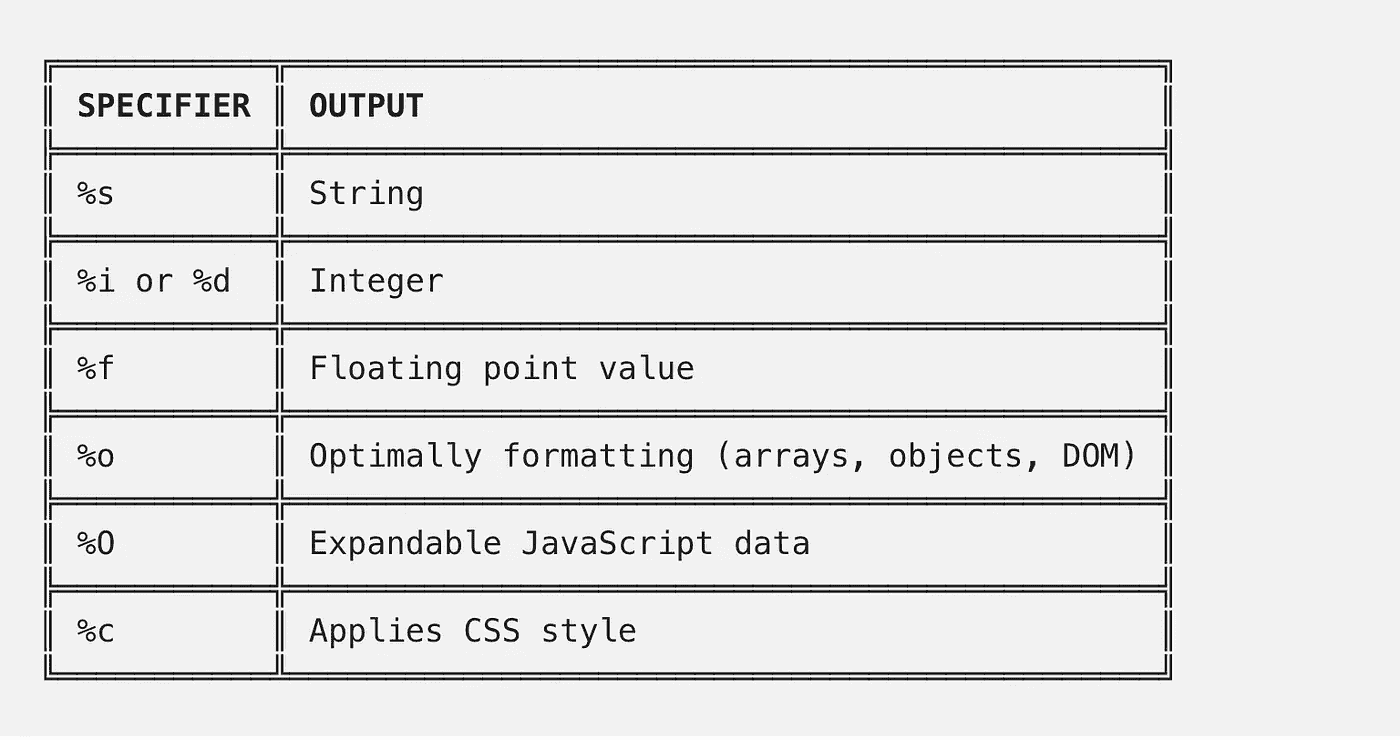 SPECIFIER OUTPUT
%s String
%i or %d Integer
%f Floating point value
%o Optimally formatting (arrays, objects, DOM)
%O Expandable JavaScript data
%c Applies CSS style